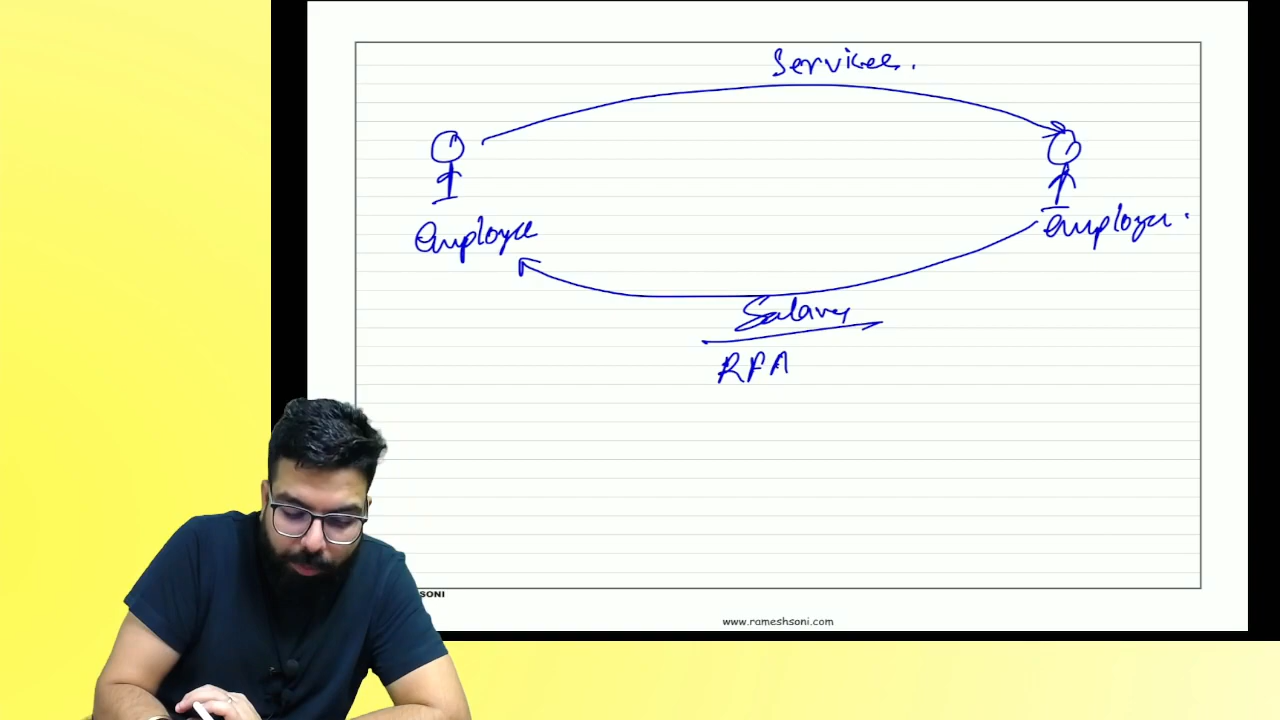 Services.
employee
employer.
Salary
RFA
SONI
www.rameshsoni.com